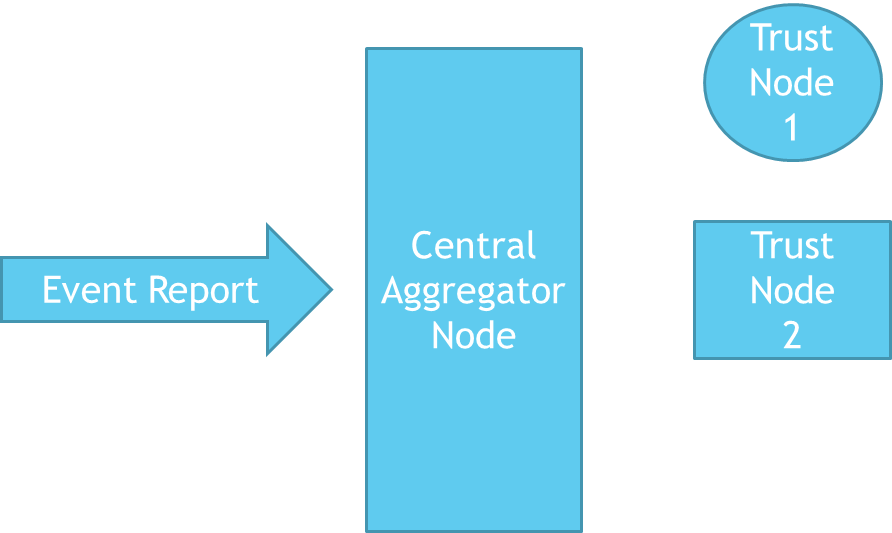 Event Report
Central
Aggregator
Node
Trust
Node
1
Trust
Node
2